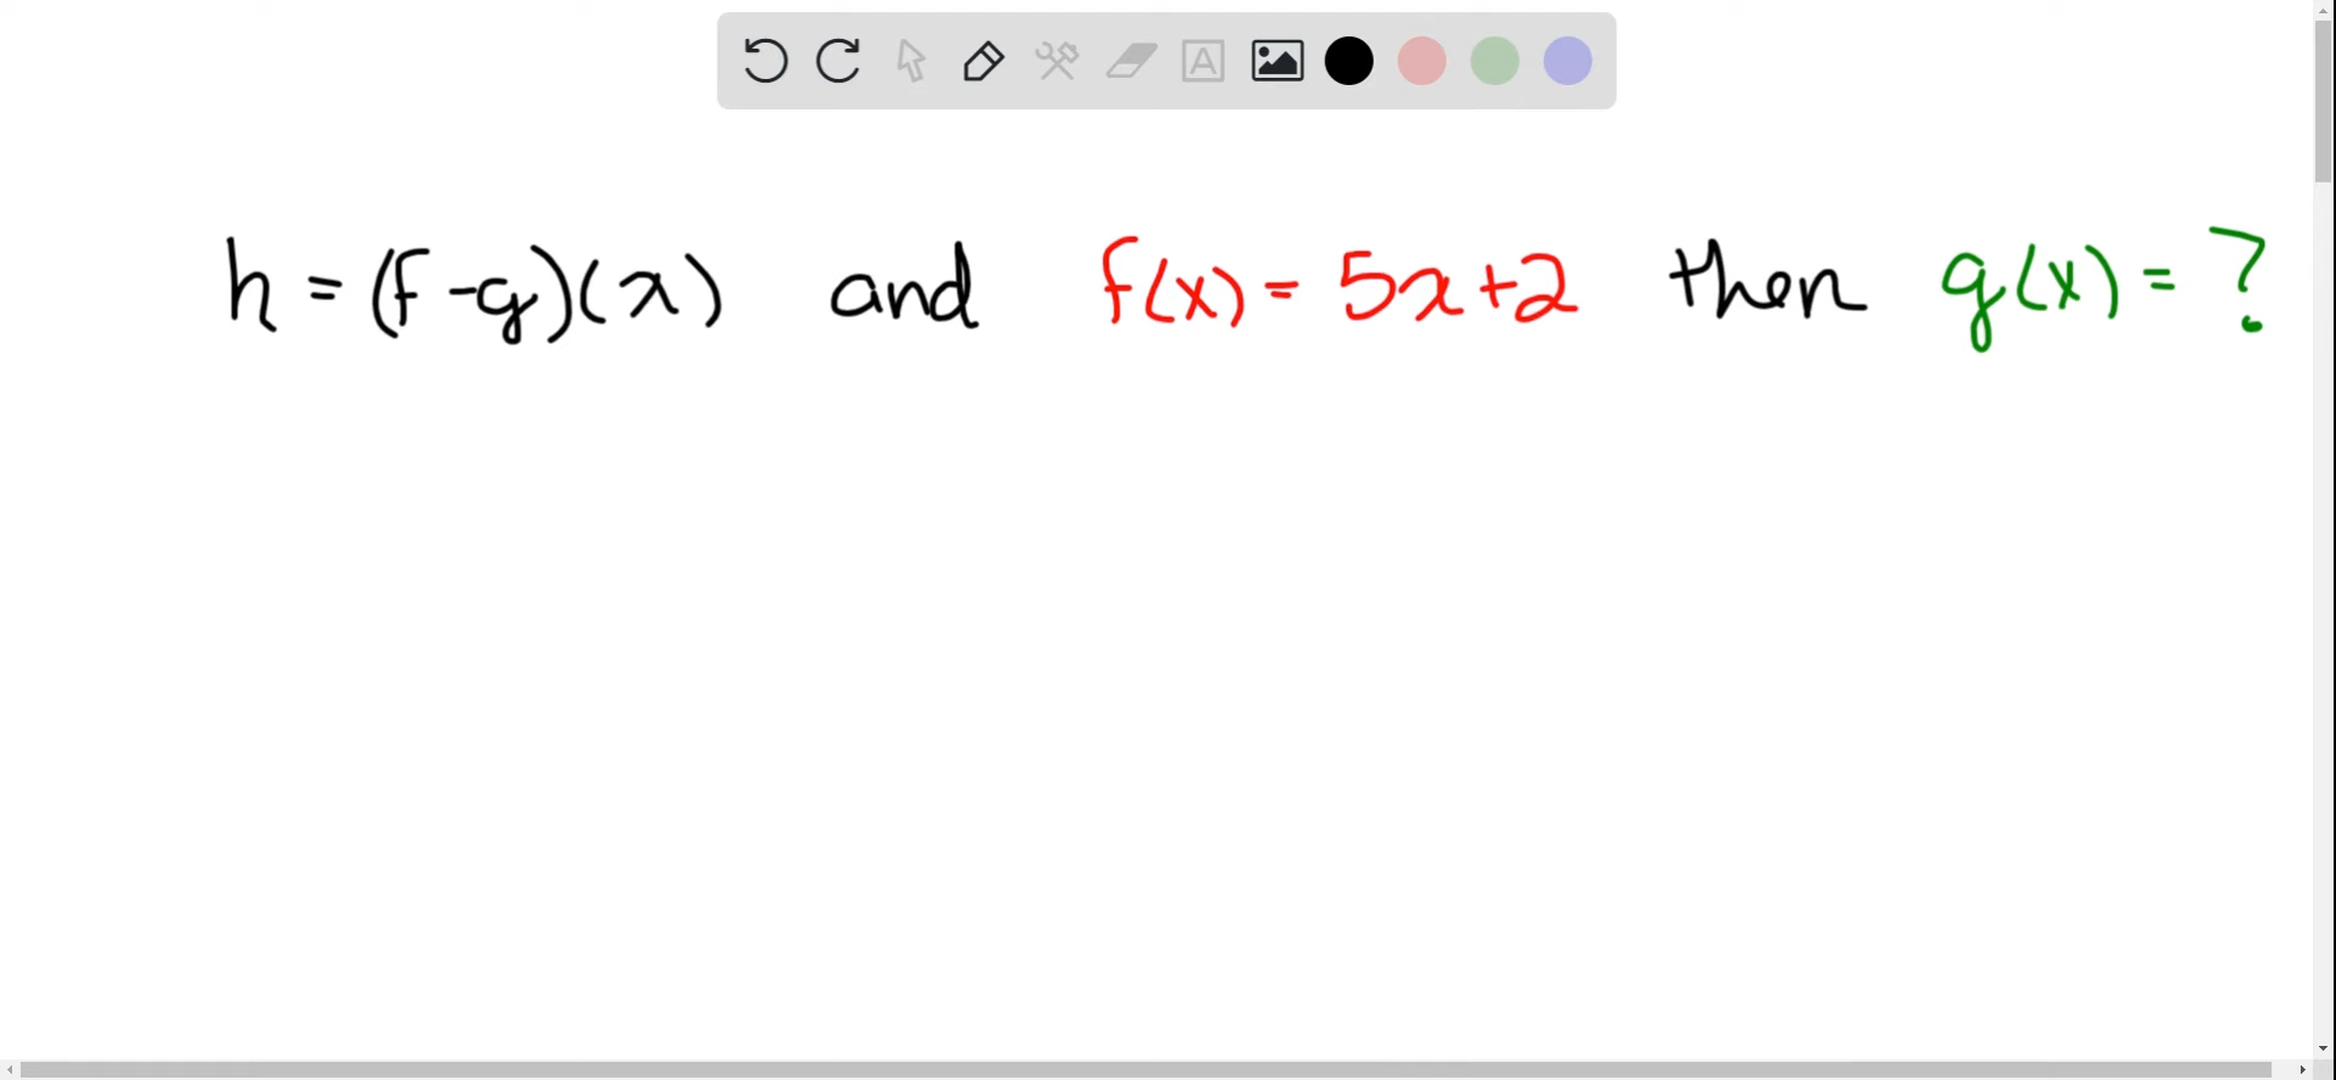 h = (f - g)(x) and f(x) = 5x + 2 then g(x) = ?